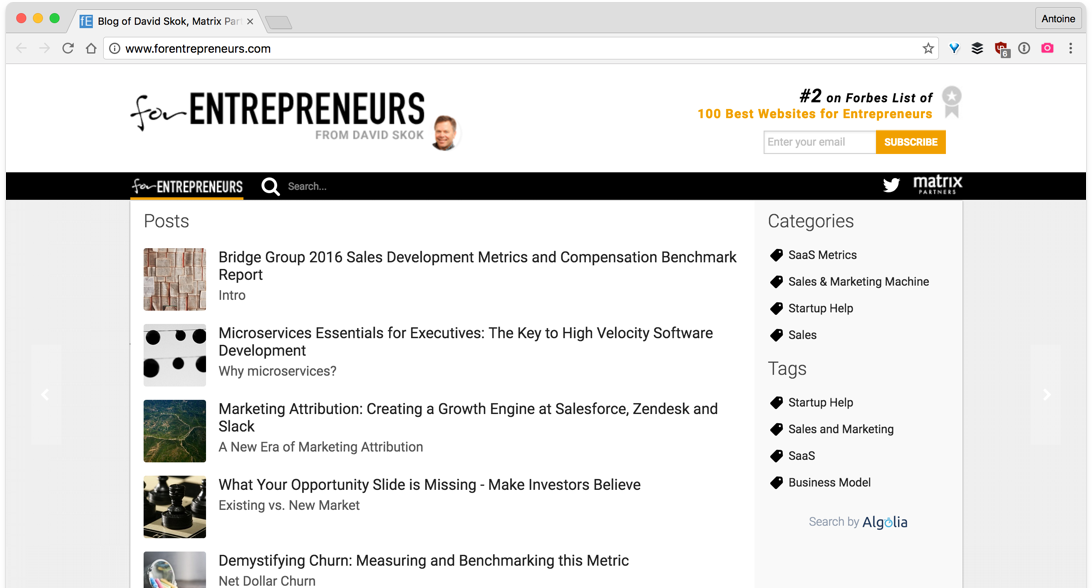 Blog of David Skok, Matrix Par
Antoine
www.forentrepreneurs.com
for ENTREPRENEURS
FROM DAVID SKOK
#2 on Forbes List of
100 Best Websites for Entrepreneurs
Enter your email
SUBSCRIBE
for ENTREPRENEURS
Search...
matrix
PARTNERS
Posts
Bridge Group 2016 Sales Development Metrics and Compensation Benchmark
Report
Intro
Microservices Essentials for Executives: The Key to High Velocity Software
Development
Why microservices?
Marketing Attribution: Creating a Growth Engine at Salesforce, Zendesk and
Slack
A New Era of Marketing Attribution
What Your Opportunity Slide is Missing - Make Investors Believe
Existing vs. New Market
Demystifying Churn: Measuring and Benchmarking this Metric
Net Dollar Churn
Categories
SaaS Metrics
Sales & Marketing Machine
Startup Help
Sales
Tags
Startup Help
Sales and Marketing
SaaS
Business Model
Search by Algolia